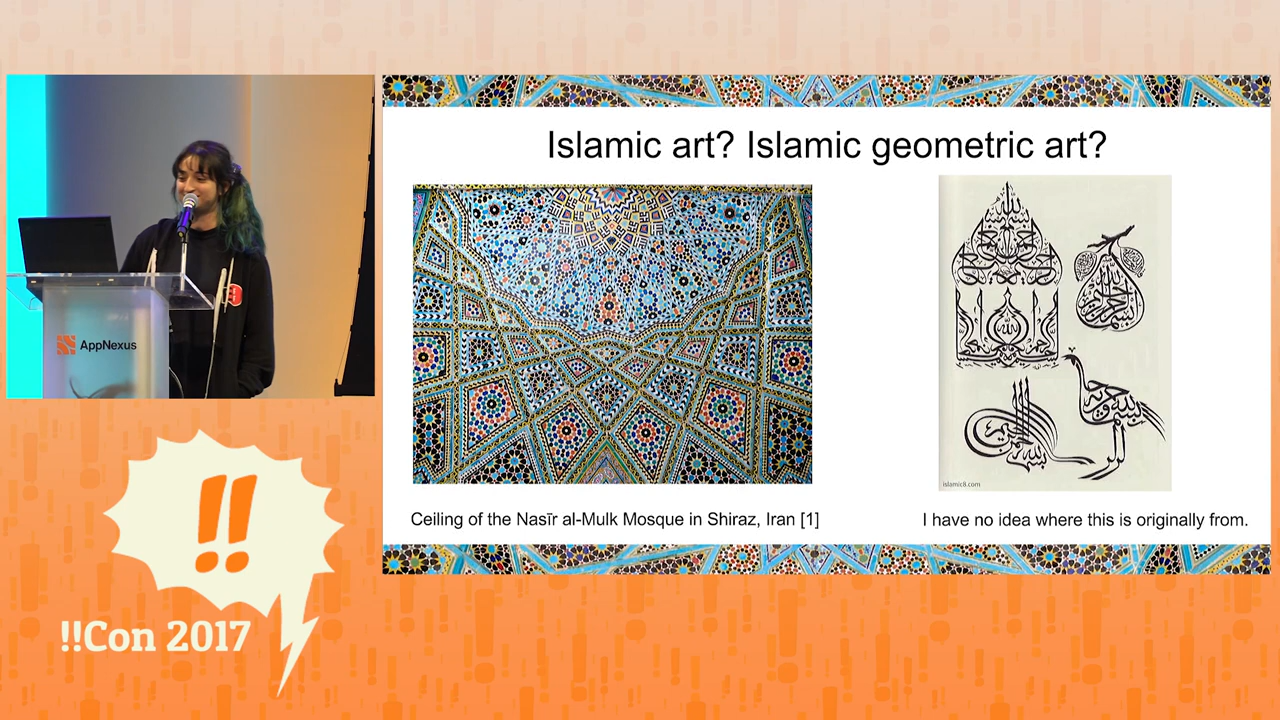 Islamic art? Islamic geometric art?
islamic8.com
Ceiling of the Nasīr al-Mulk Mosque in Shiraz, Iran [1]
I have no idea where this is originally from.
AppNexus
!!
!!Con 2017